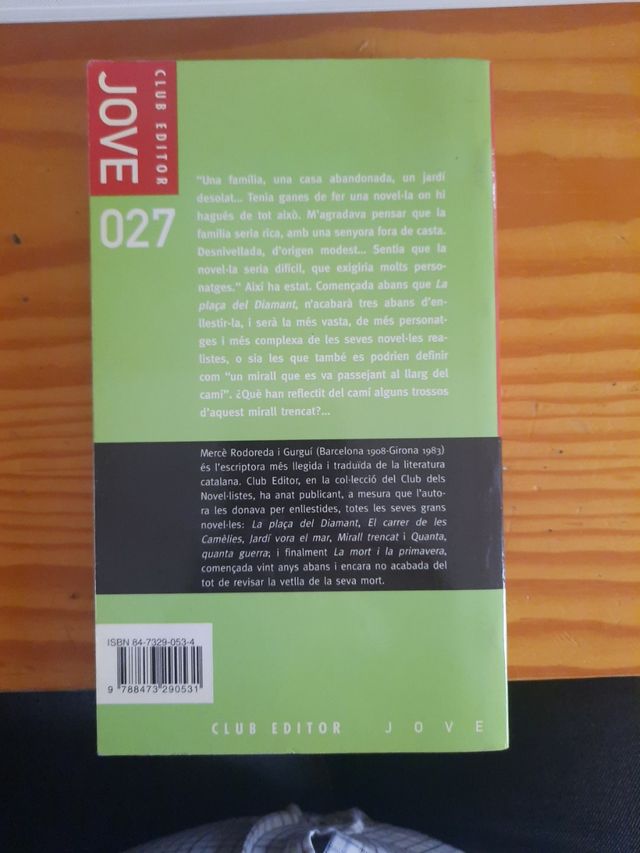 CLUB EDITOR
JOVE
027
"Una família, una casa abandonada, un jardí
desolat... Tenia ganes de fer una novel·la on hi
hagués de tot això. M'agradava pensar que la
família seria rica, amb una senyora fora de casta.
Desnivellada, d'origen modest... Sentia que la
novel·la seria difícil, que exigiria molts perso-
natges." Així ha estat. Començada abans que La
plaça del Diamant, n'acabarà tres abans d'en-
llestir-la, i serà la més vasta, de més personat-
ges i més complexa de les seves novel·les rea-
listes, o sia les que també es podrien definir
com "un mirall que es va passejant al llarg del
camí". ¿Què han reflectit del camí alguns trossos
d'aquest mirall trencat?...
Mercè Rodoreda i Gurguí (Barcelona 1908-Girona 1983)
és l'escriptora més llegida i traduïda de la literatura
catalana. Club Editor, en la col·lecció del Club dels
Novel·listes, ha anat publicant, a mesura que l'auto-
ra les donava per enllestides, totes les seves grans
novel·les: La plaça del Diamant, El carrer de les
Camèlies, Jardí vora el mar, Mirall trencat i Quanta,
quanta guerra; i finalment La mort i la primavera,
començada vint anys abans i encara no acabada del
tot de revisar la vetlla de la seva mort.
ISBN 84-7329-053-4
9 788473 290531
CLUB EDITOR JOVE